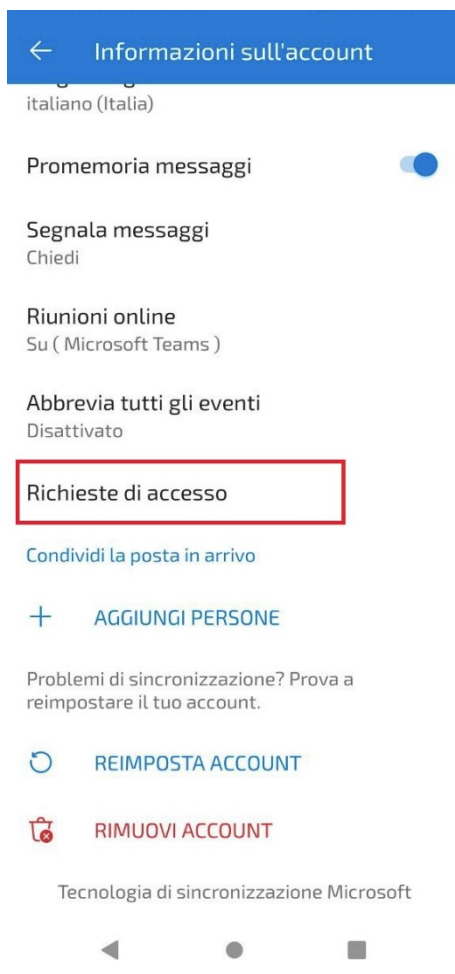 Informazioni sull'account
italiano (Italia)
Promemoria messaggi
Segnala messaggi
Chiedi
Riunioni online
Su ( Microsoft Teams )
Abbrevia tutti gli eventi
Disattivato
Richieste di accesso
Condividi la posta in arrivo
AGGIUNGI PERSONE
Problemi di sincronizzazione? Prova a
reimpostare il tuo account.
REIMPOSTA ACCOUNT
RIMUOVI ACCOUNT
Tecnologia di sincronizzazione Microsoft